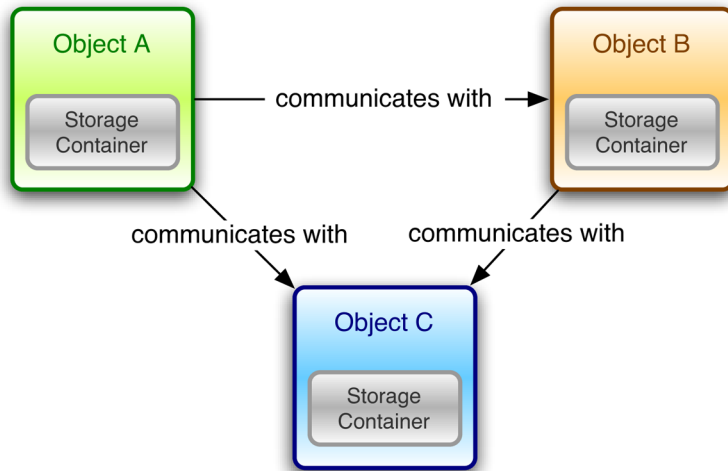 Object A
Object B
communicates with
Storage
Container
Storage
Container
communicates with
communicates with
Object C
Storage
Container